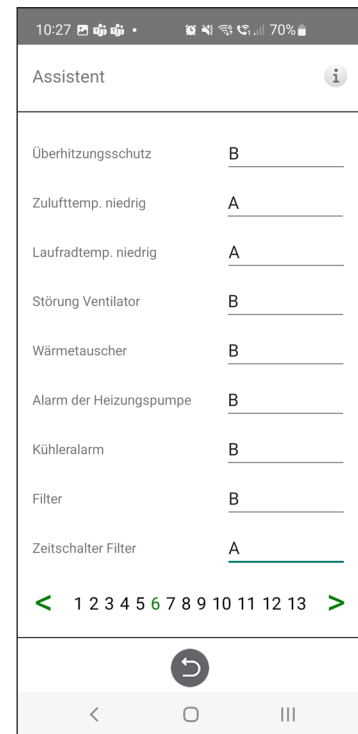 10:27 70%
Assistent i
Überhitzungsschutz B
Zulufttemp. niedrig A
Laufradtemp. niedrig A
Störung Ventilator B
Wärmetauscher B
Alarm der Heizungspumpe B
Kühleralarm B
Filter B
Zeitschalter Filter A
< 1 2 3 4 5 6 7 8 9 10 11 12 13 >